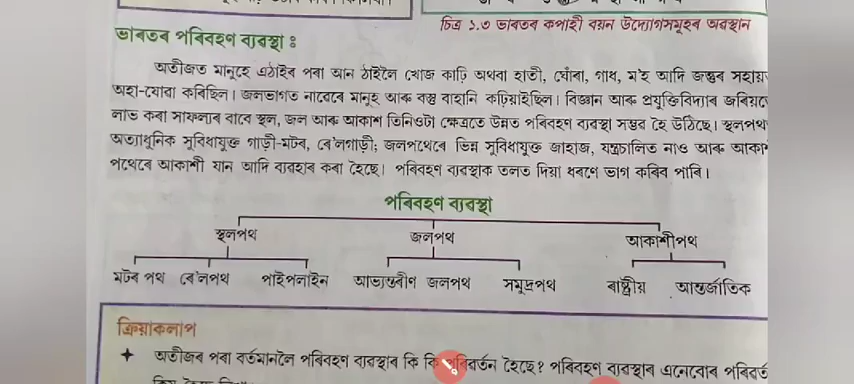 চিত্ৰ ১.৩ ভাৰতৰ কপাহী বয়ন উদ্যোগসমূহৰ অৱস্থান
ভাৰতৰ পৰিবহণ ব্যৱস্থা :
অতীজত মানুহে এঠাইৰ পৰা আন ঠাইলৈ খোজ কাঢ়ি অথবা হাতী, ঘোঁৰা, গাধ, ম'হ আদি জন্তুৰ সহায়
অহা-যোৱা কৰিছিল। জলভাগত নাৱেৰে মানুহ আৰু বস্তু বাহানি কঢ়িয়াইছিল। বিজ্ঞান আৰু প্ৰযুক্তিবিদ্যাৰ জৰিয়তে
লাভ কৰা সাফল্যৰ বাবে স্থল, জল আৰু আকাশ তিনিওটা ক্ষেত্ৰতে উন্নত পৰিবহণ ব্যৱস্থা সম্ভৱ হৈ উঠিছে। স্থলপথ
অত্যাধুনিক সুবিধাযুক্ত গাড়ী-মটৰ, ৰে'লগাড়ী; জলপথেৰে ভিন্ন সুবিধাযুক্ত জাহাজ, যন্ত্ৰচালিত নাও আৰু আকাশ
পথেৰে আকাশী যান আদি ব্যৱহাৰ কৰা হৈছে। পৰিবহণ ব্যৱস্থাক তলত দিয়া ধৰণে ভাগ কৰিব পাৰি।
পৰিবহণ ব্যৱস্থা
স্থলপথ জলপথ আকাশীপথ
মটৰ পথ ৰে'লপথ পাইপলাইন আভ্যন্তৰীণ জলপথ সমুদ্ৰপথ ৰাষ্ট্ৰীয় আন্তৰ্জাতিক
ক্ৰিয়াকলাপ
✦ অতীজৰ পৰা বৰ্তমানলৈ পৰিবহণ ব্যৱস্থাৰ কি কি পৰিবৰ্তন হৈছে? পৰিবহণ ব্যৱস্থাৰ এনেবোৰ পৰিবৰ্ত